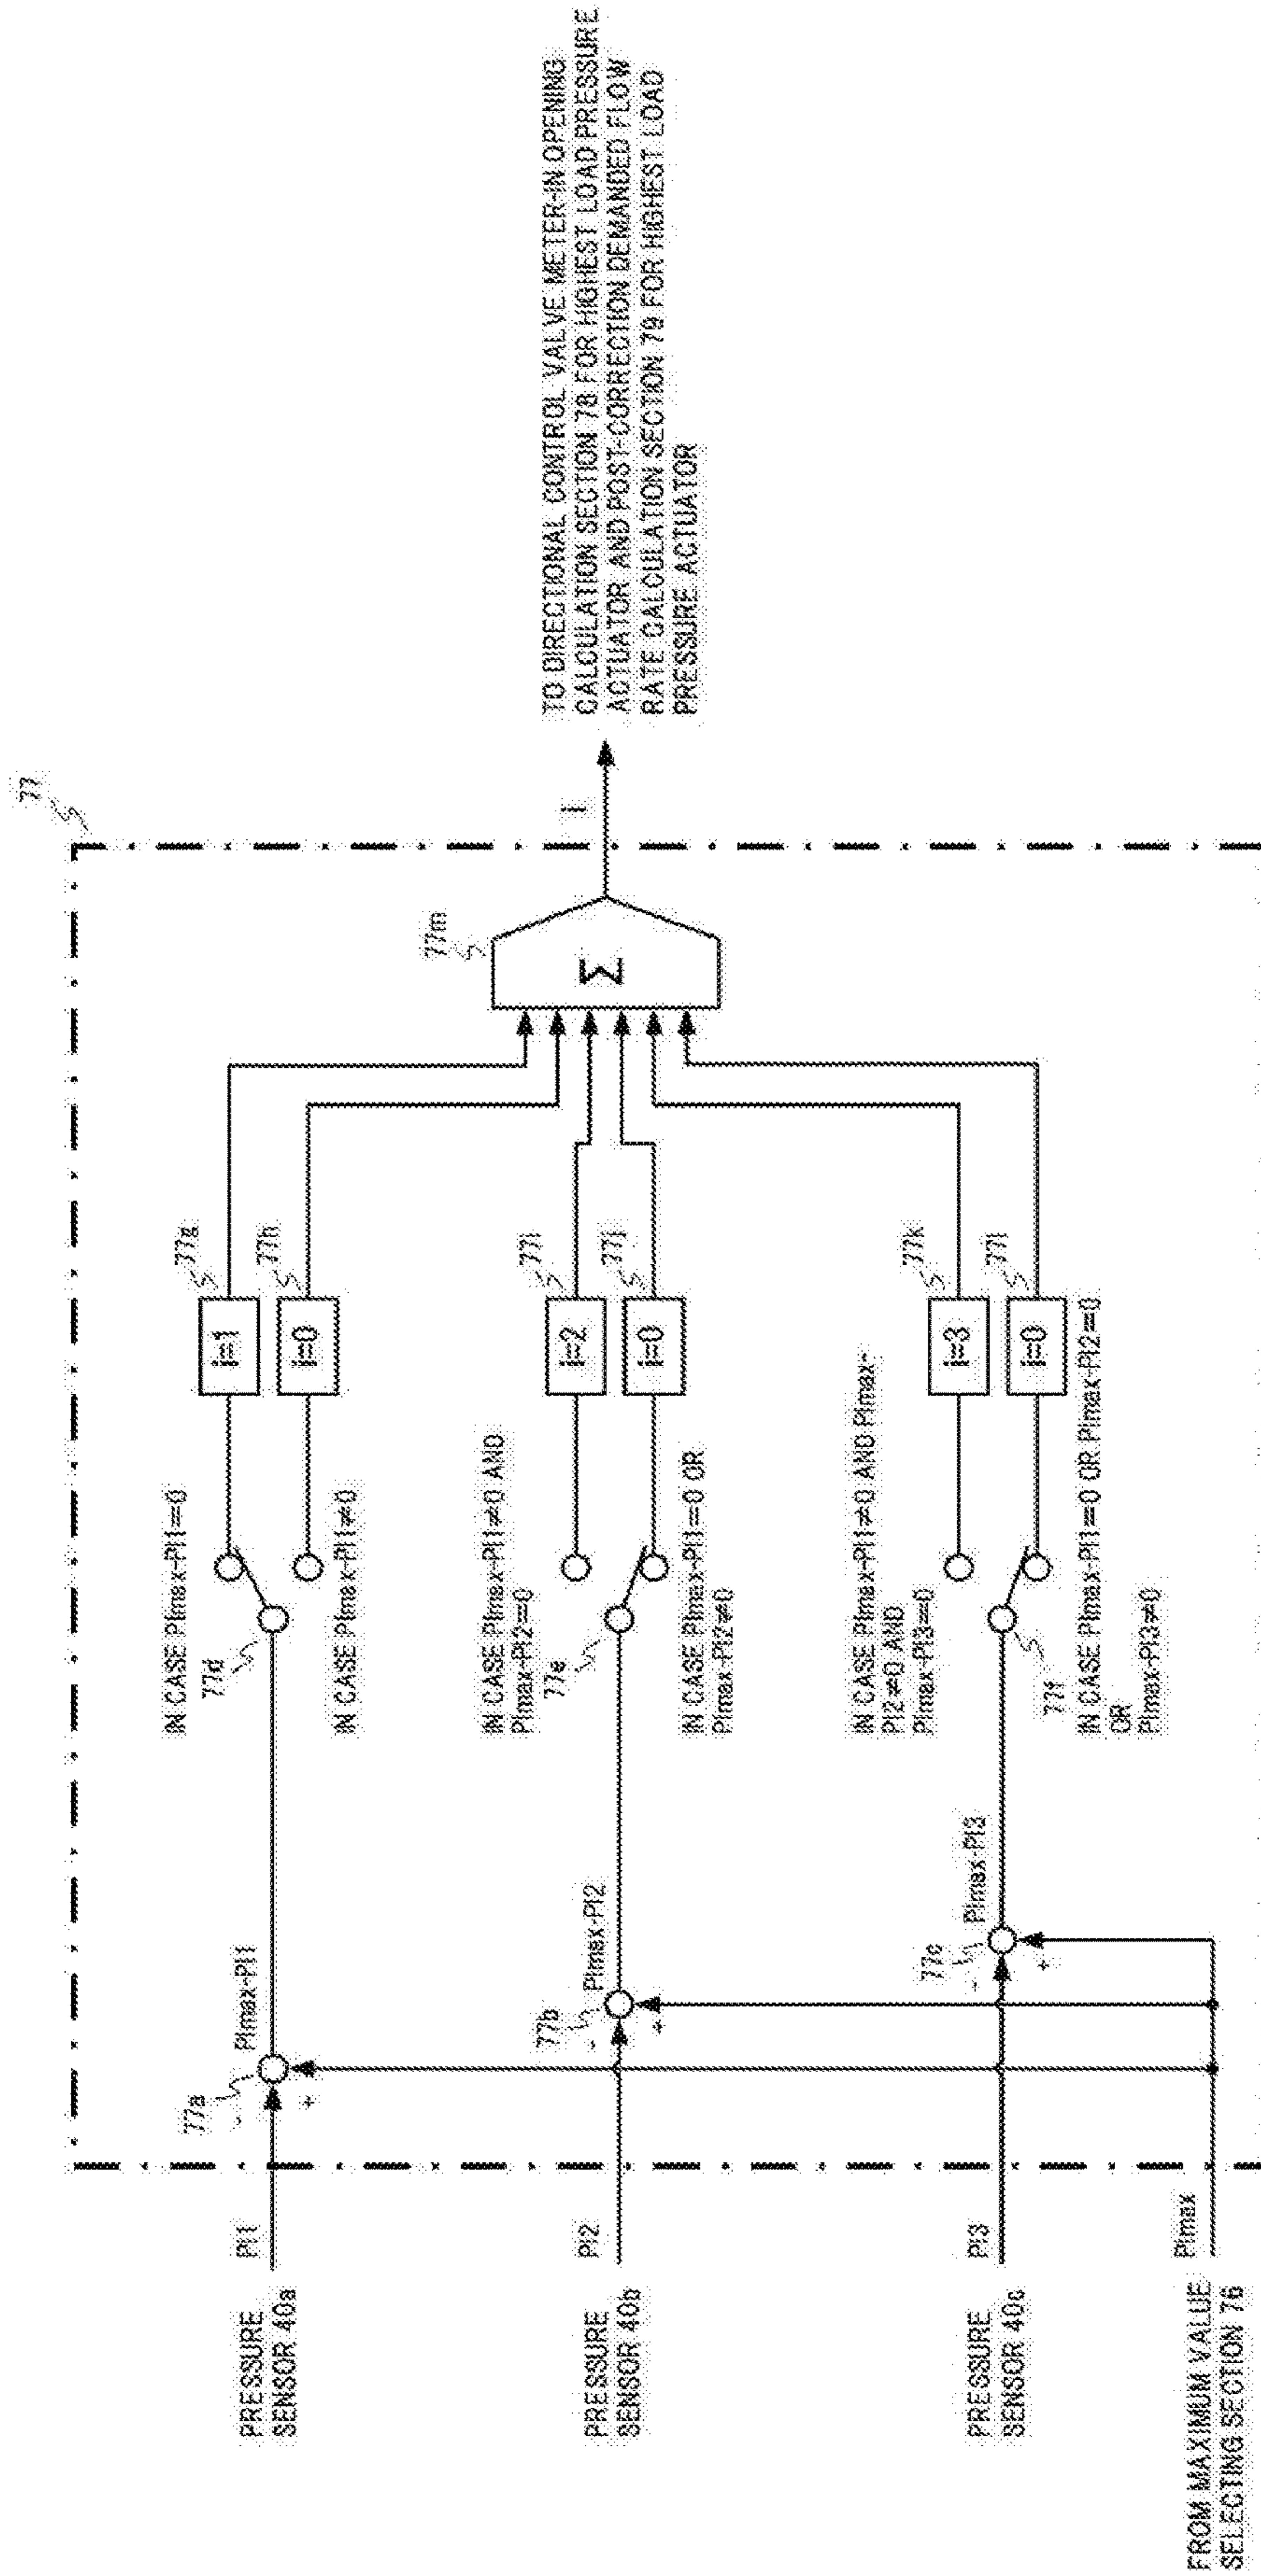 77
PRESSURE
SENSOR 40a
Pl1
77a
-
+
Plmax-Pl1
IN CASE Plmax-Pl1=0
77d
IN CASE Plmax-Pl1≠0
i=1
77g
i=0
77h
PRESSURE
SENSOR 40b
Pl2
77b
-
+
Plmax-Pl2
IN CASE Plmax-Pl1≠0 AND
Plmax-Pl2=0
77e
IN CASE Plmax-Pl1=0 OR
Plmax-Pl2≠0
i=2
77i
i=0
77j
PRESSURE
SENSOR 40c
Pl3
77c
-
+
Plmax-Pl3
IN CASE Plmax-Pl1≠0 AND Plmax-
Pl2≠0 AND
Plmax-Pl3=0
77f
IN CASE Plmax-Pl1=0 OR Plmax-Pl2=0
OR
Plmax-Pl3≠0
i=3
77k
i=0
77l
FROM MAXIMUM VALUE
SELECTING SECTION 76
Plmax
77m
Σ
i
TO DIRECTIONAL CONTROL VALVE METER-IN OPENING
CALCULATION SECTION 78 FOR HIGHEST LOAD PRESSURE
ACTUATOR AND POST-CORRECTION DEMANDED FLOW
RATE CALCULATION SECTION 79 FOR HIGHEST LOAD
PRESSURE ACTUATOR